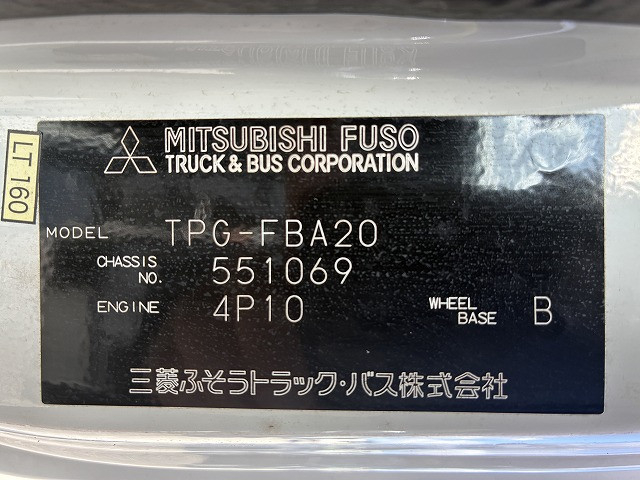 MITSUBISHI FUSO
TRUCK & BUS CORPORATION
LT 160
MODEL TPG-FBA20
CHASSIS NO. 551069
ENGINE 4P10 WHEEL BASE B
三菱ふそうトラック・バス株式会社